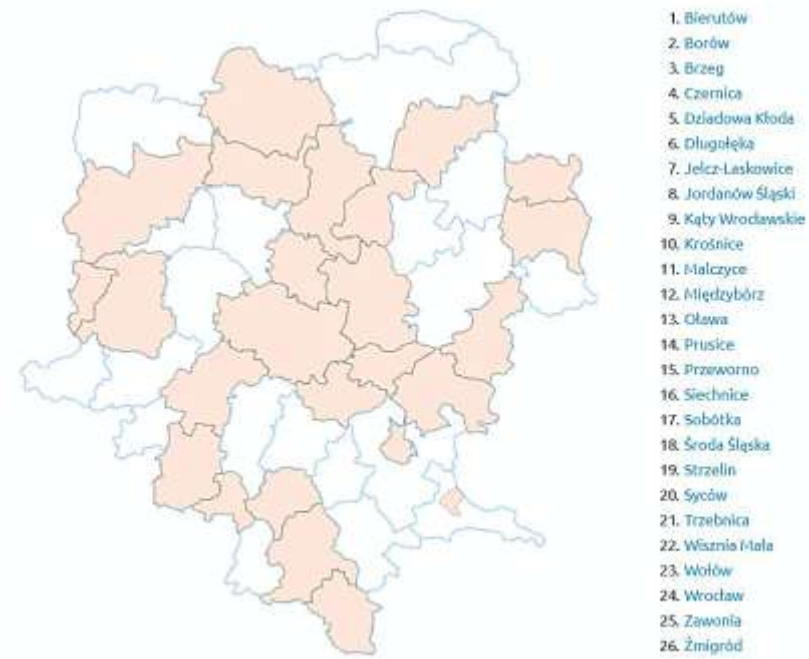 1. Bierutów
2. Borów
3. Brzeg
4. Czernica
5. Dziadowa Kłoda
6. Długołęka
7. Jelcz-Laskowice
8. Jordanów Śląski
9. Kąty Wrocławskie
10. Krośnice
11. Malczyce
12. Międzybórz
13. Oława
14. Prusice
15. Przeworno
16. Siechnice
17. Sobótka
18. Środa Śląska
19. Strzelin
20. Syców
21. Trzebnica
22. Wisznia Mała
23. Wołów
24. Wrocław
25. Zawonia
26. Żmigród